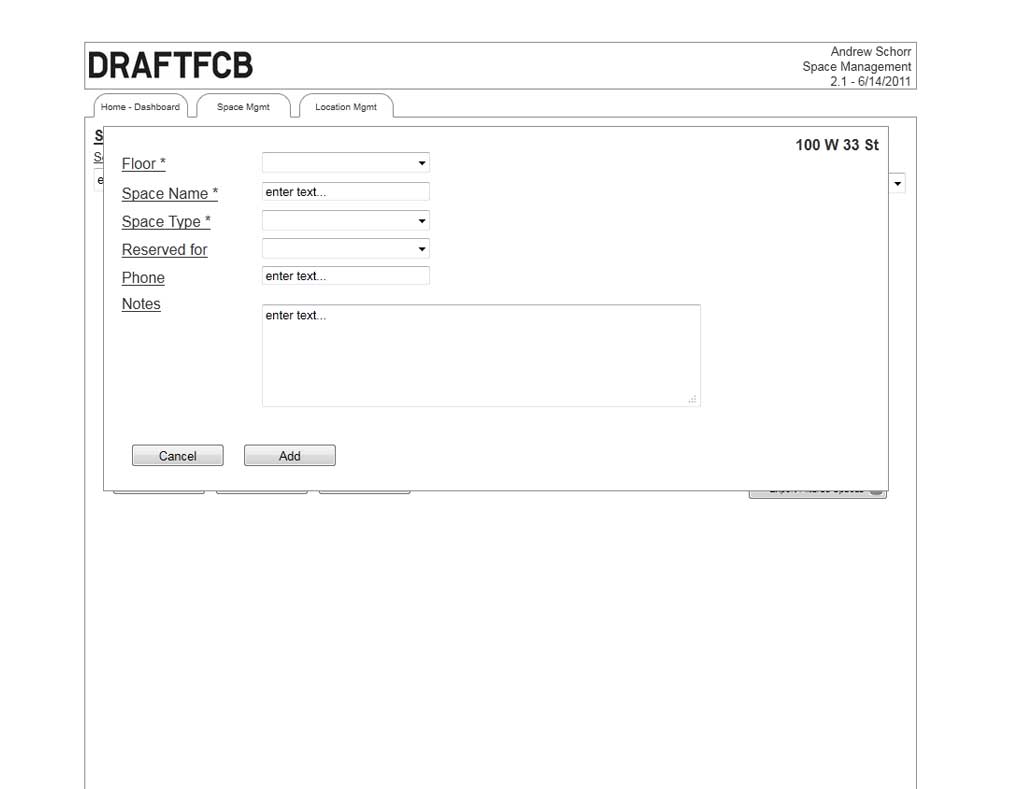 DRAFTFCB
Andrew Schorr
Space Management
2.1 - 6/14/2011
Home - Dashboard
Space Mgmt
Location Mgmt
100 W 33 St
Floor *
Space Name *
enter text...
Space Type *
Reserved for
Phone
enter text...
Notes
enter text...
Cancel
Add